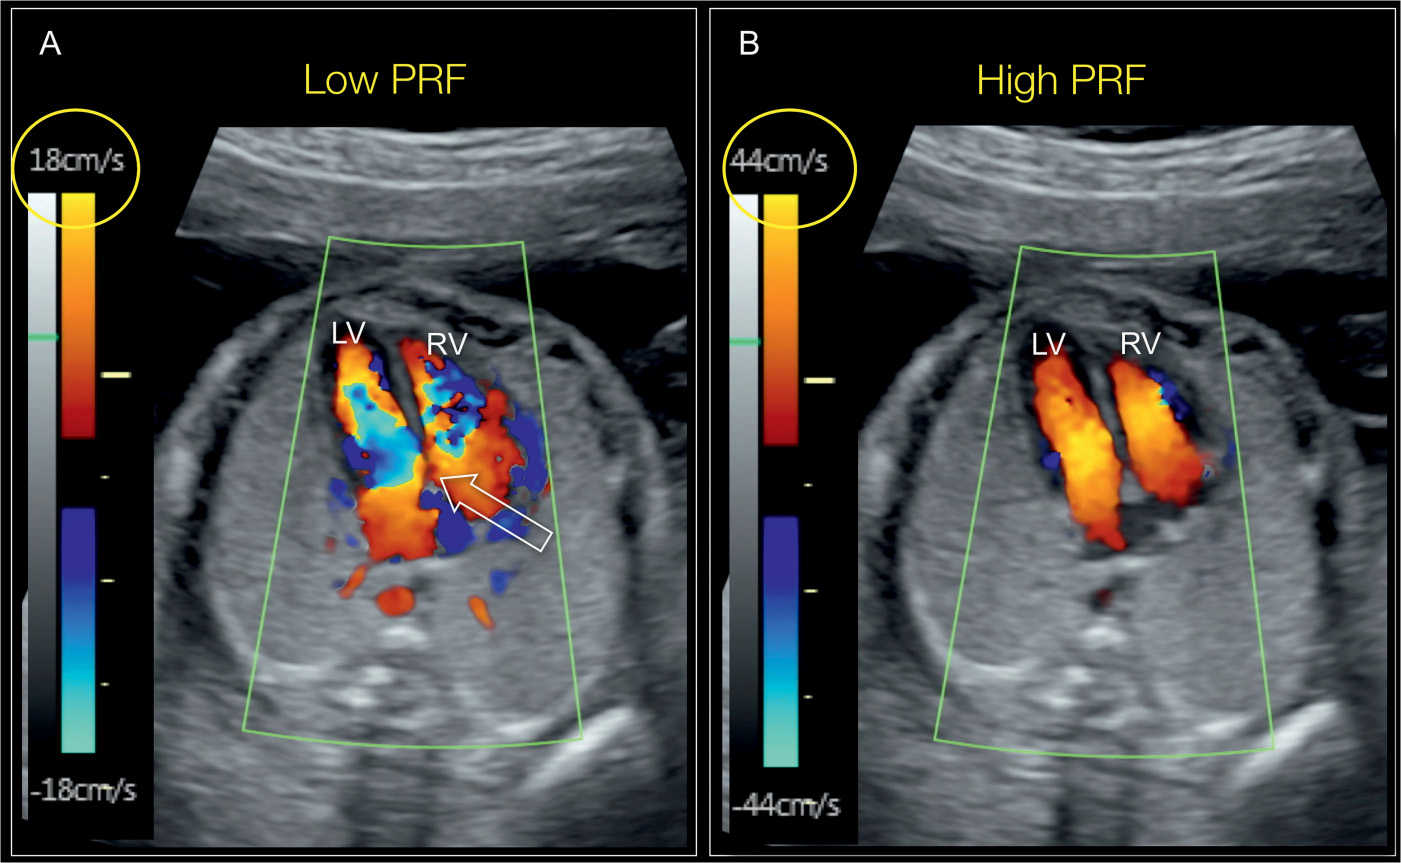 A
Low PRF
18cm/s
LV
RV
-18cm/s
B
High PRF
44cm/s
LV
RV
-44cm/s